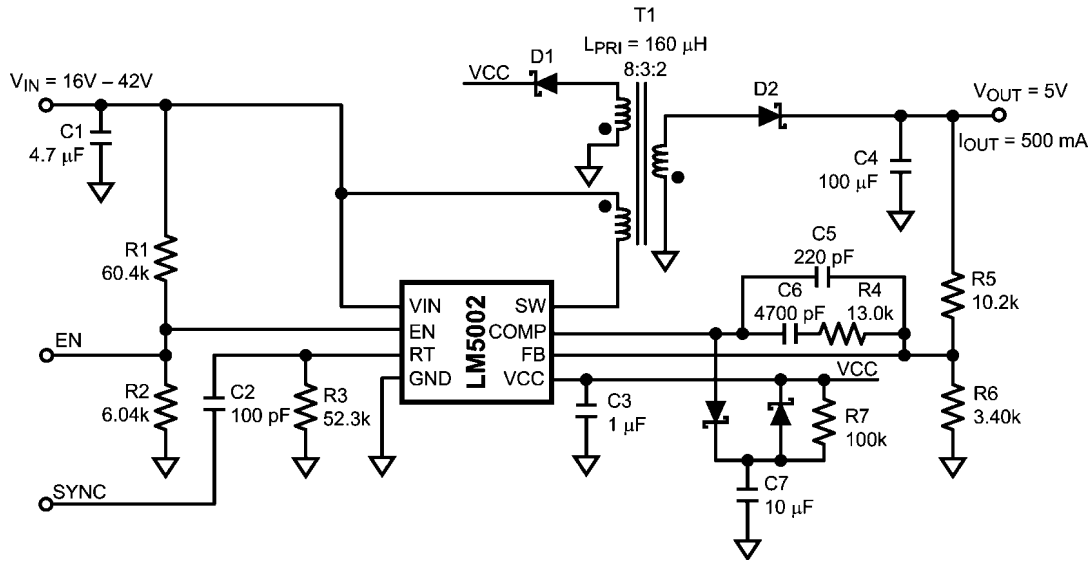 T1
LPRI = 160 μH
8:3:2
D1
VCC
VIN = 16V – 42V
C1
4.7 μF
D2
VOUT = 5V
IOUT = 500 mA
C4
100 μF
R1
60.4k
C5
220 pF
C6
4700 pF
R4
13.0k
R5
10.2k
LM5002
VIN
EN
RT
GND
SW
COMP
FB
VCC
EN
R2
6.04k
C2
100 pF
R3
52.3k
C3
1 μF
VCC
R7
100k
R6
3.40k
SYNC
C7
10 μF